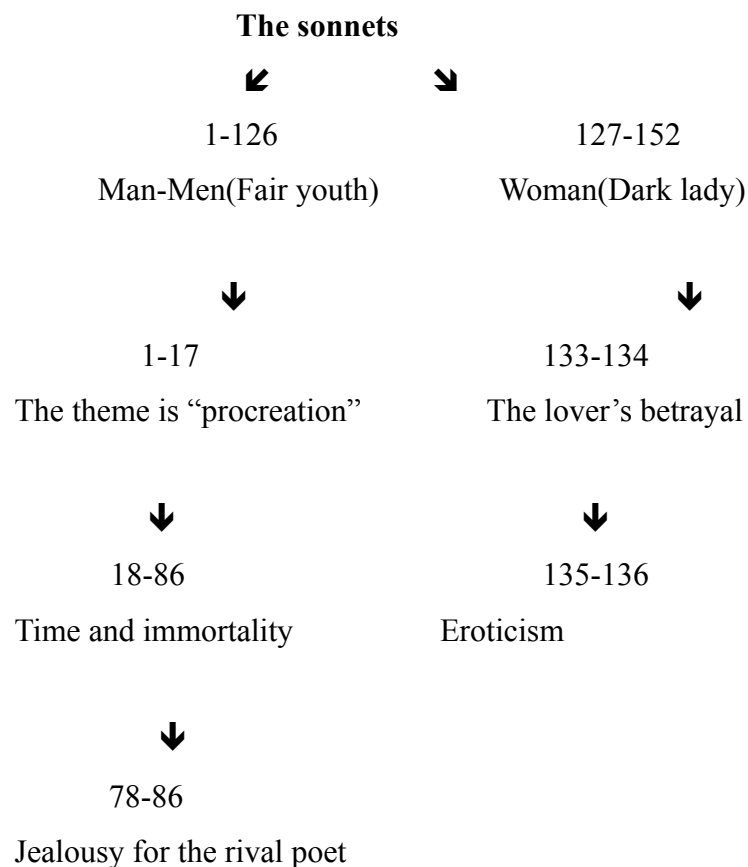 The sonnets
🡿 🡾
1-126 127-152
Man-Men(Fair youth) Woman(Dark lady)
🡻 🡻
1-17 133-134
The theme is “procreation” The lover’s betrayal
🡻 🡻
18-86 135-136
Time and immortality Eroticism
🡻
78-86
Jealousy for the rival poet